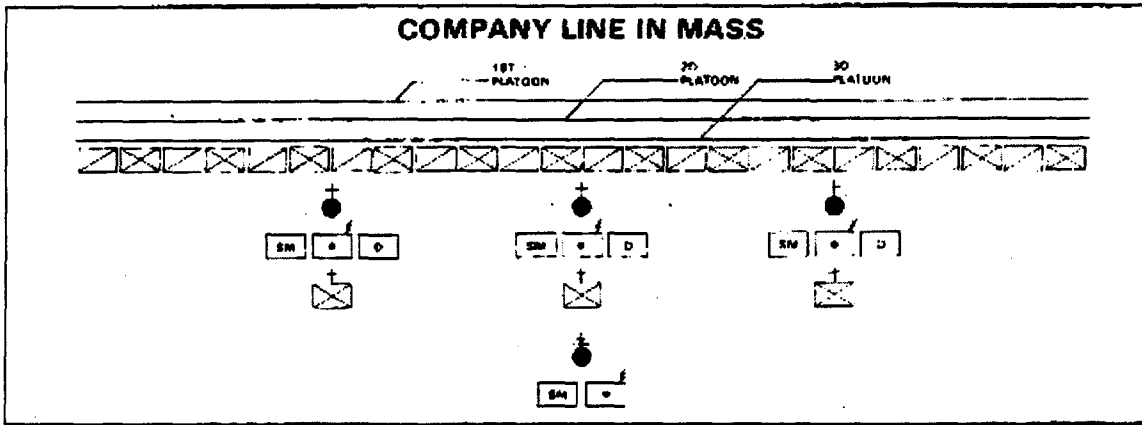 COMPANY LINE IN MASS
1ST 2D 3D
PLATOON PLATOON PLATOON
SM D SM D SM D
SM